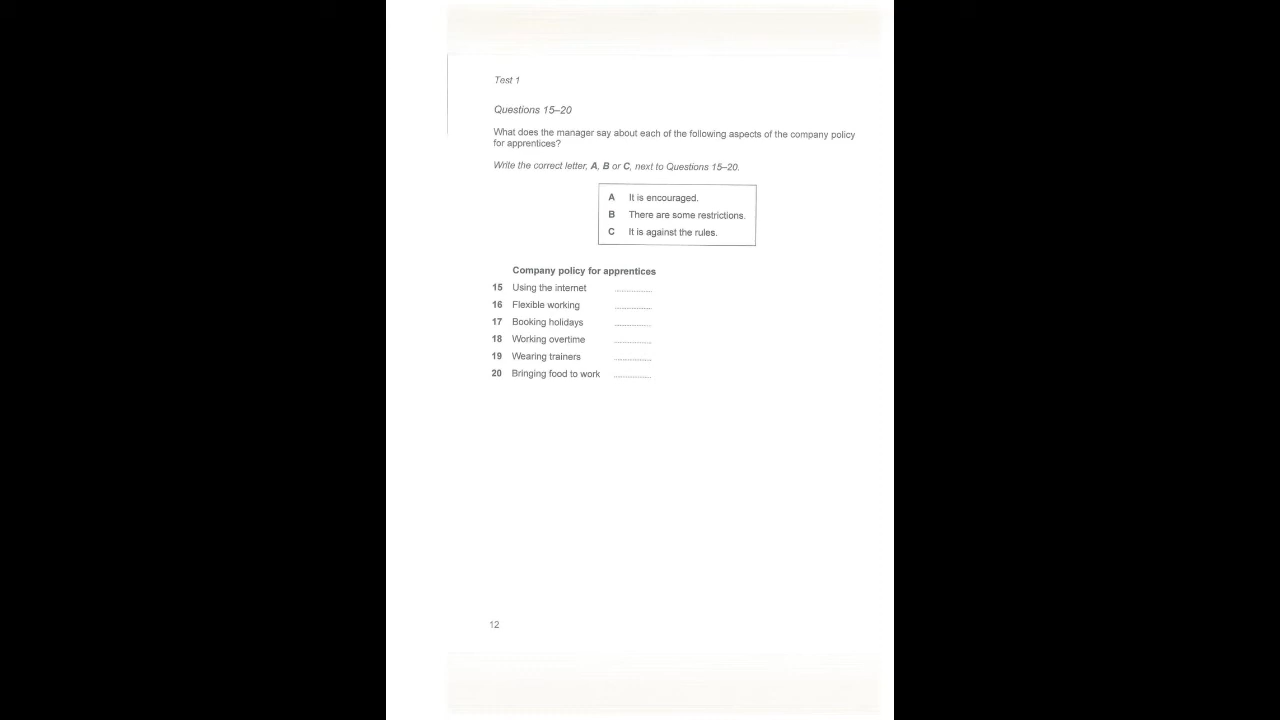 Test 1
Questions 15–20
What does the manager say about each of the following aspects of the company policy
for apprentices?
Write the correct letter, A, B or C, next to Questions 15–20.
A It is encouraged.
B There are some restrictions.
C It is against the rules.
Company policy for apprentices
15 Using the internet ..............
16 Flexible working ..............
17 Booking holidays ..............
18 Working overtime ..............
19 Wearing trainers ..............
20 Bringing food to work ..............
12